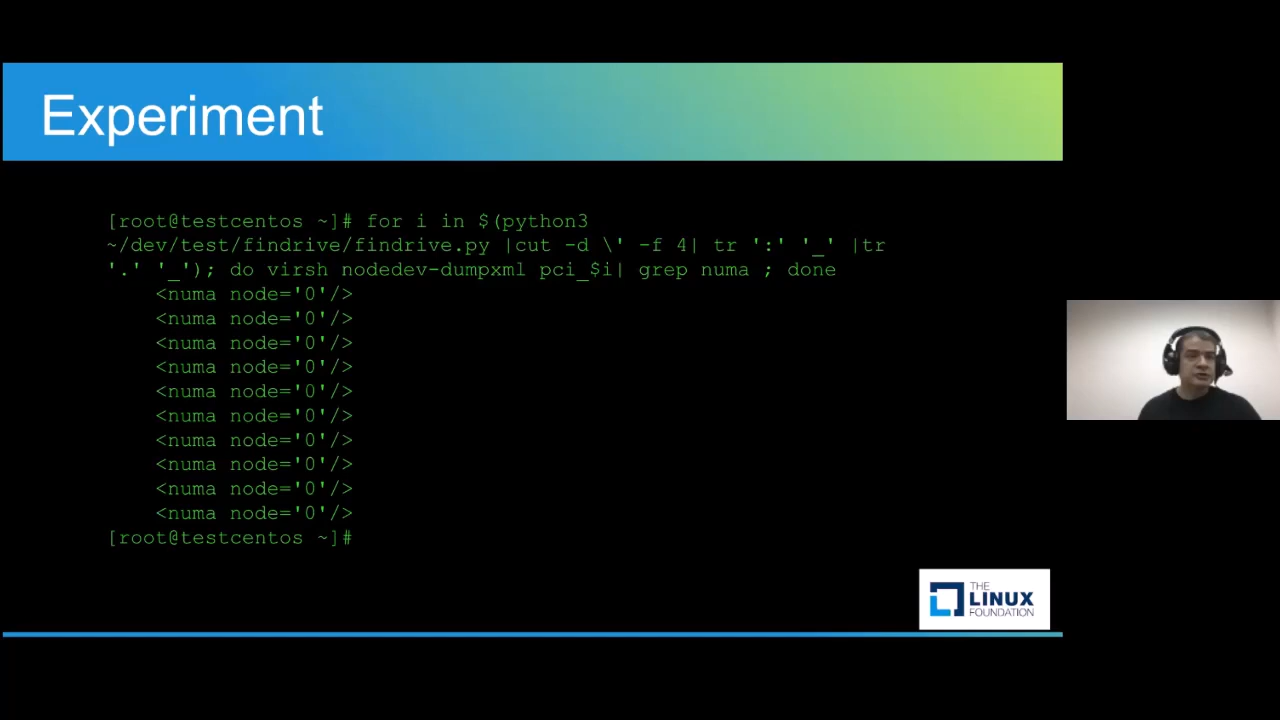 Experiment
[root@testcentos ~]# for i in $(python3
~/dev/test/findrive/findrive.py |cut -d \' -f 4| tr ':' '_' |tr
'.' '_'); do virsh nodedev-dumpxml pci_$i| grep numa ; done
<numa node='0'/>
<numa node='0'/>
<numa node='0'/>
<numa node='0'/>
<numa node='0'/>
<numa node='0'/>
<numa node='0'/>
<numa node='0'/>
<numa node='0'/>
<numa node='0'/>
[root@testcentos ~]#
THE
LINUX
FOUNDATION